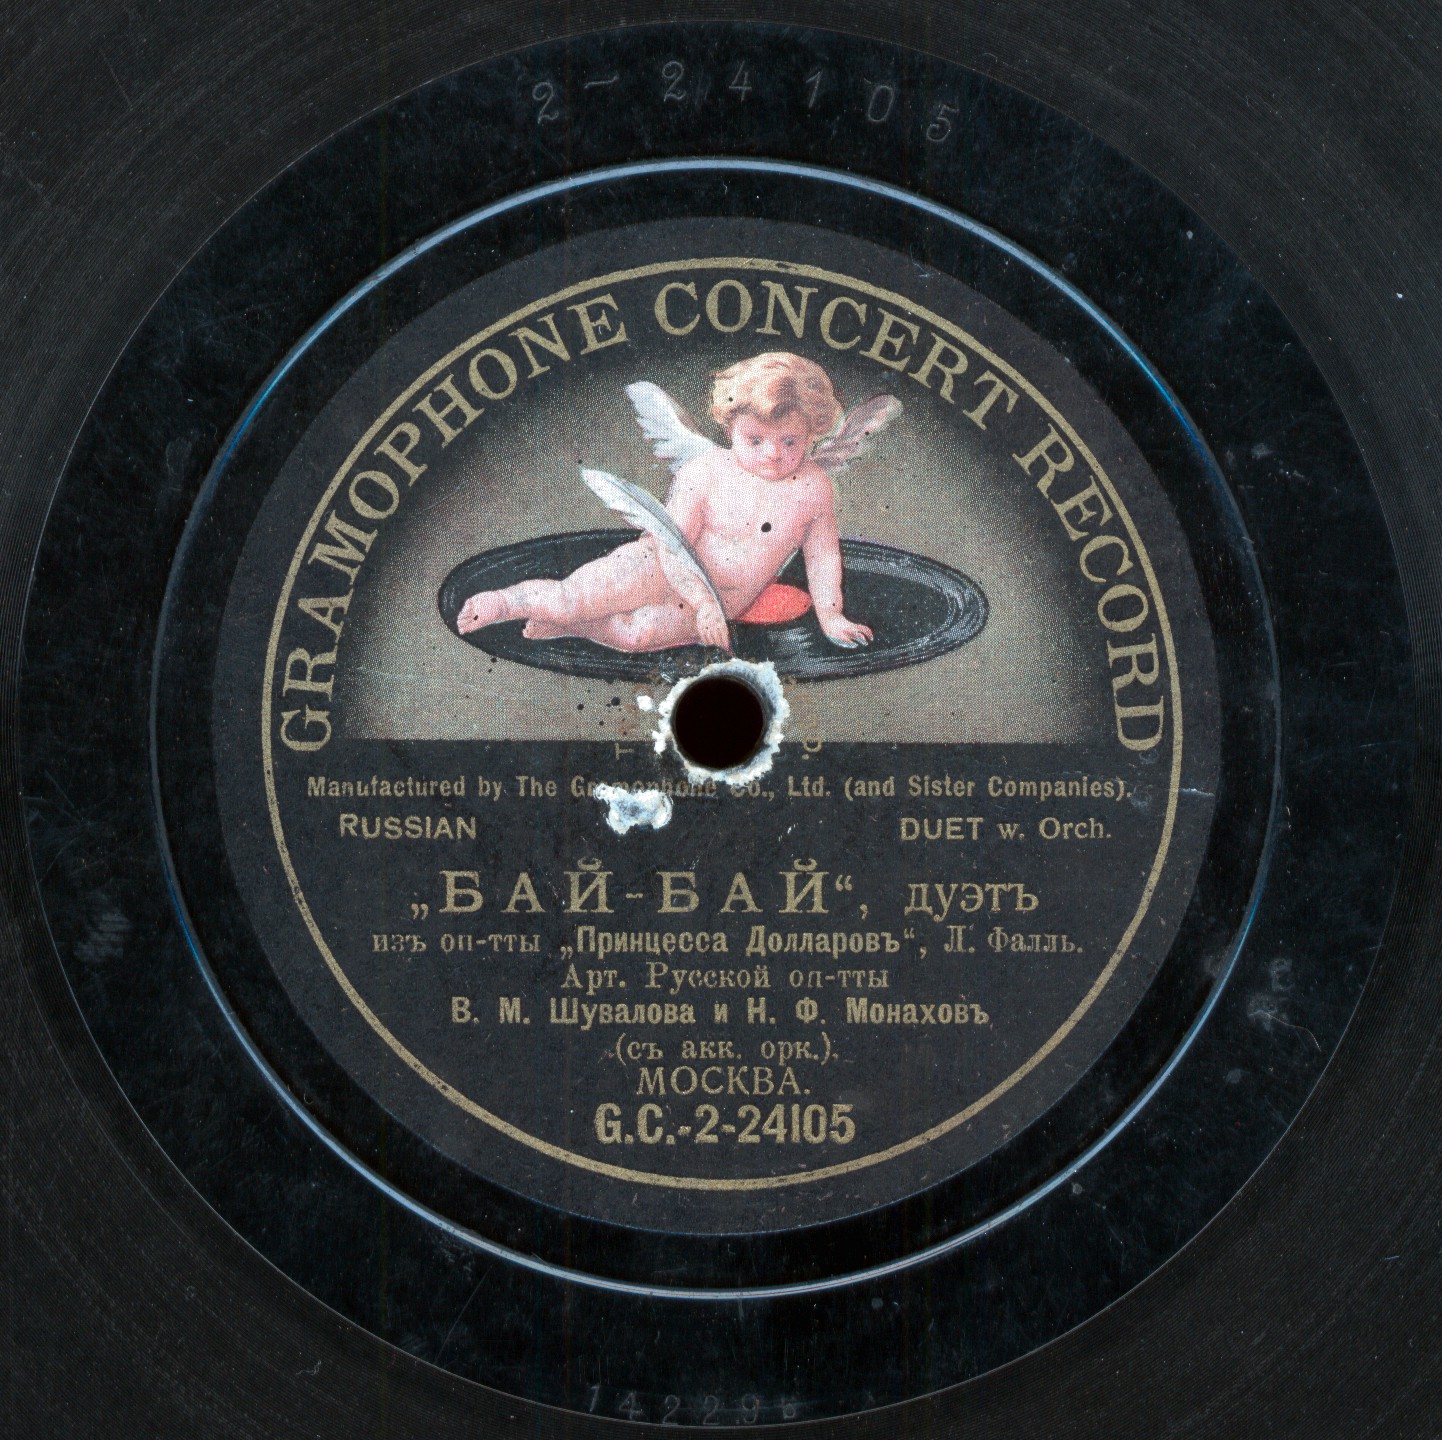 2-24105
GRAMOPHONE CONCERT RECORD
Manufactured by The Gramophone Co., Ltd. (and Sister Companies).
RUSSIAN DUET w. Orch.
„БАЙ-БАЙ“, дуэтъ
изъ оп-тты „Принцесса Долларовъ“, Л. Фалль.
Арт. Русской оп-тты
В. М. Шувалова и Н. Ф. Монаховъ
(съ акк. орк.).
МОСКВА.
G.C.-2-24105